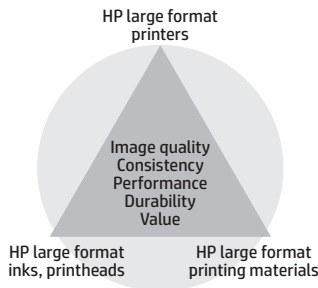 HP large format
printers
Image quality
Consistency
Performance
Durability
Value
HP large format
inks, printheads
HP large format
printing materials